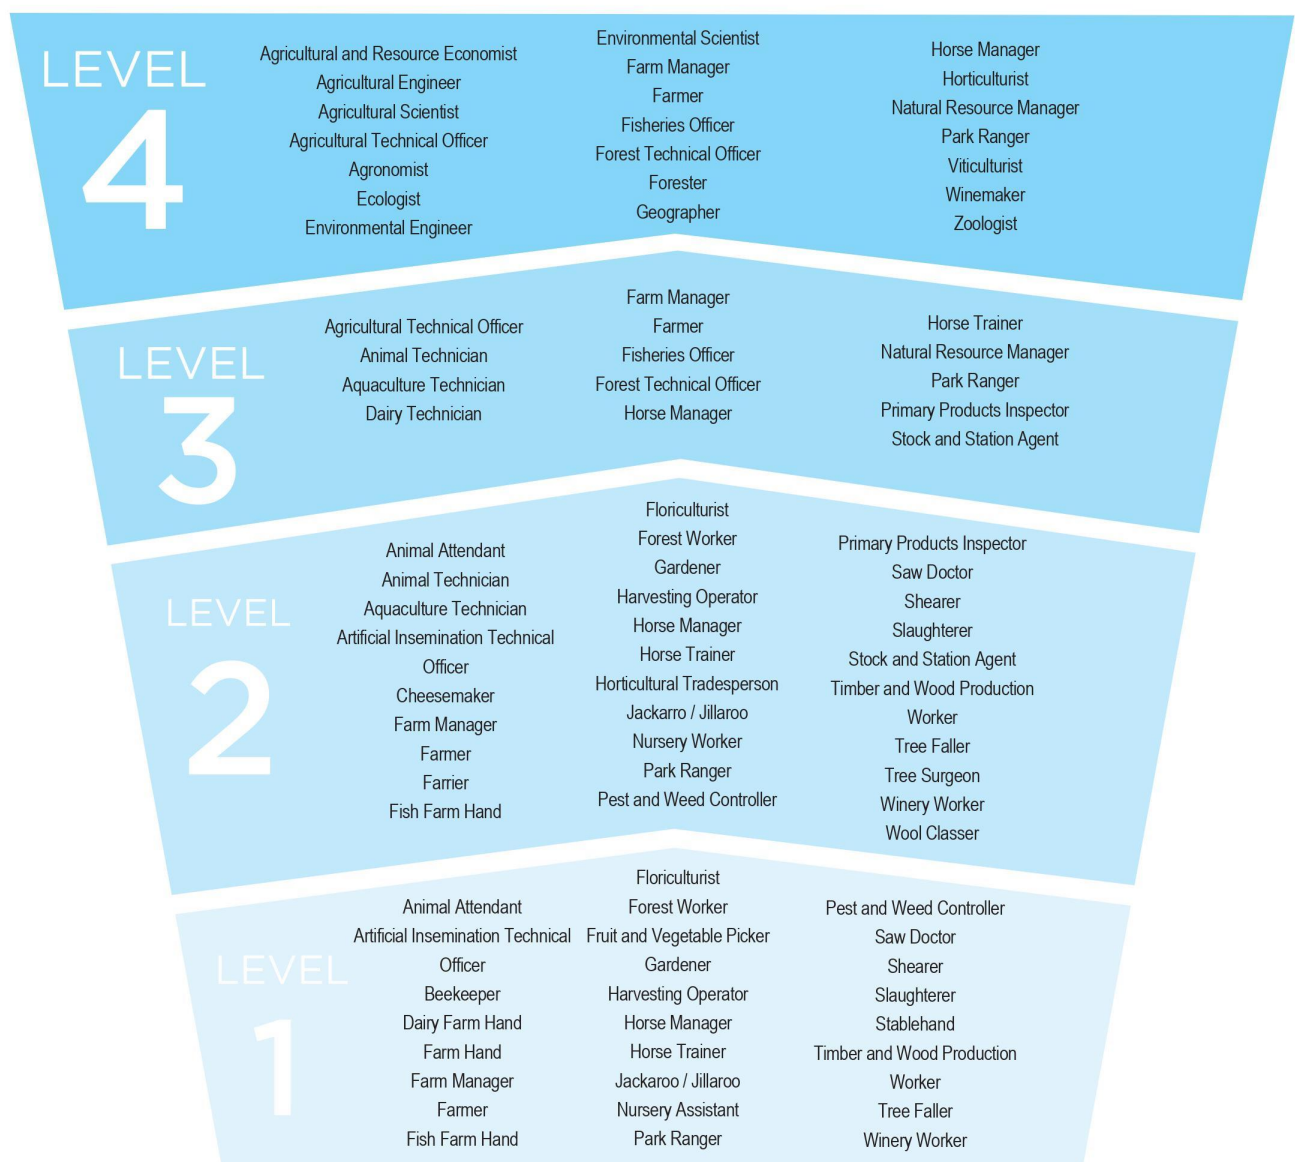 LEVEL
4
Agricultural and Resource Economist
Agricultural Engineer
Agricultural Scientist
Agricultural Technical Officer
Agronomist
Ecologist
Environmental Engineer
Environmental Scientist
Farm Manager
Farmer
Fisheries Officer
Forest Technical Officer
Forester
Geographer
Horse Manager
Horticulturist
Natural Resource Manager
Park Ranger
Viticulturist
Winemaker
Zoologist
LEVEL
3
Agricultural Technical Officer
Animal Technician
Aquaculture Technician
Dairy Technician
Farm Manager
Farmer
Fisheries Officer
Forest Technical Officer
Horse Manager
Horse Trainer
Natural Resource Manager
Park Ranger
Primary Products Inspector
Stock and Station Agent
LEVEL
2
Animal Attendant
Animal Technician
Aquaculture Technician
Artificial Insemination Technical
Officer
Cheesemaker
Farm Manager
Farmer
Farrier
Fish Farm Hand
Floriculturist
Forest Worker
Gardener
Harvesting Operator
Horse Manager
Horse Trainer
Horticultural Tradesperson
Jackarro / Jillaroo
Nursery Worker
Park Ranger
Pest and Weed Controller
Primary Products Inspector
Saw Doctor
Shearer
Slaughterer
Stock and Station Agent
Timber and Wood Production
Worker
Tree Faller
Tree Surgeon
Winery Worker
Wool Classer
LEVEL
1
Animal Attendant
Artificial Insemination Technical
Officer
Beekeeper
Dairy Farm Hand
Farm Hand
Farm Manager
Farmer
Fish Farm Hand
Floriculturist
Forest Worker
Fruit and Vegetable Picker
Gardener
Harvesting Operator
Horse Manager
Horse Trainer
Jackaroo / Jillaroo
Nursery Assistant
Park Ranger
Pest and Weed Controller
Saw Doctor
Shearer
Slaughterer
Stablehand
Timber and Wood Production
Worker
Tree Faller
Winery Worker